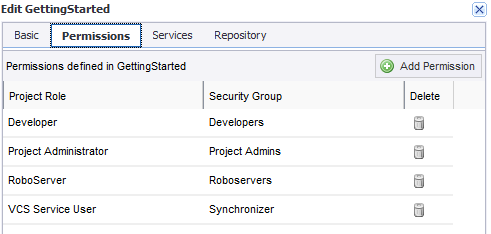 Edit GettingStarted
Basic Permissions Services Repository
Permissions defined in GettingStarted Add Permission
Project Role Security Group Delete
Developer Developers
Project Administrator Project Admins
RoboServer Roboservers
VCS Service User Synchronizer